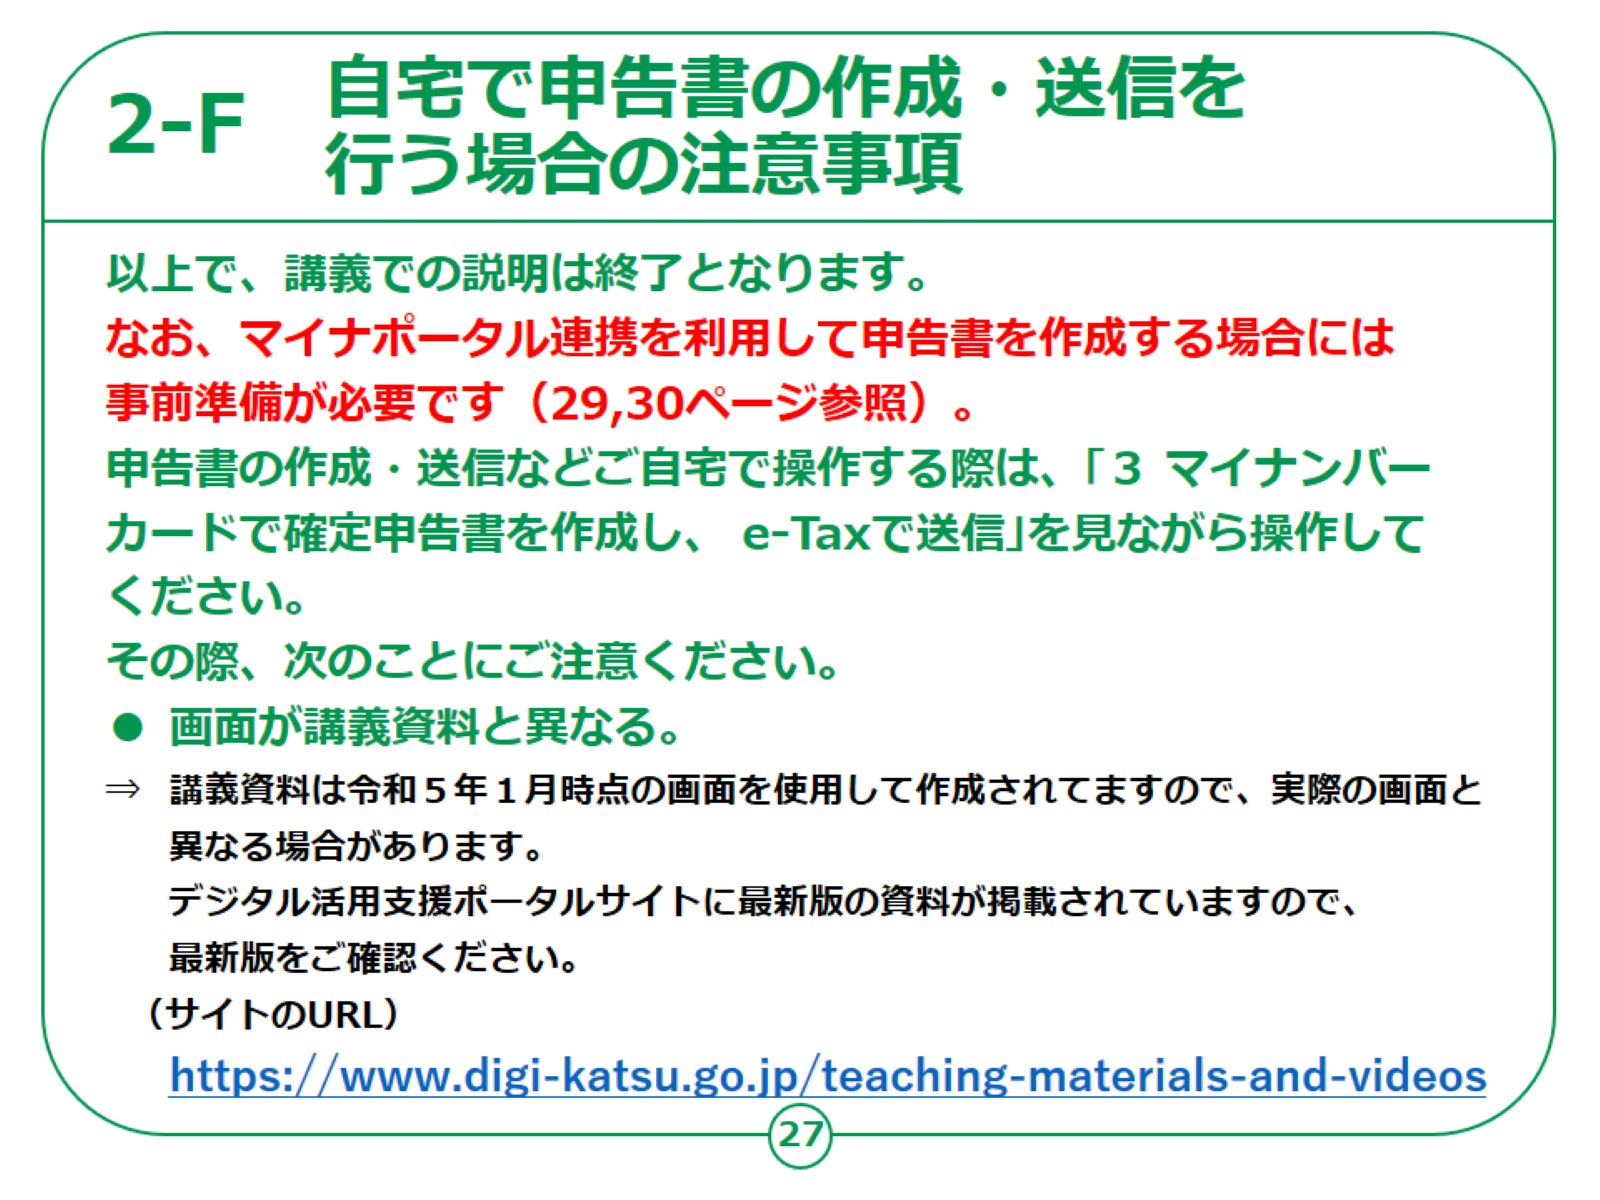 2-F
自宅で申告書の作成・送信を
行う場合の注意事項
以上で、講義での説明は終了となります。
なお、マイナポータル連携を利用して申告書を作成する場合には
事前準備が必要です（29,30ページ参照）。
申告書の作成・送信などご自宅で操作する際は、「３ マイナンバー
カードで確定申告書を作成し、 e-Taxで送信」を見ながら操作して
ください。
その際、次のことにご注意ください。
● 画面が講義資料と異なる。
⇒ 講義資料は令和５年１月時点の画面を使用して作成されてますので、実際の画面と
異なる場合があります。
デジタル活用支援ポータルサイトに最新版の資料が掲載されていますので、
最新版をご確認ください。
（サイトのURL）
https://www.digi-katsu.go.jp/teaching-materials-and-videos
27